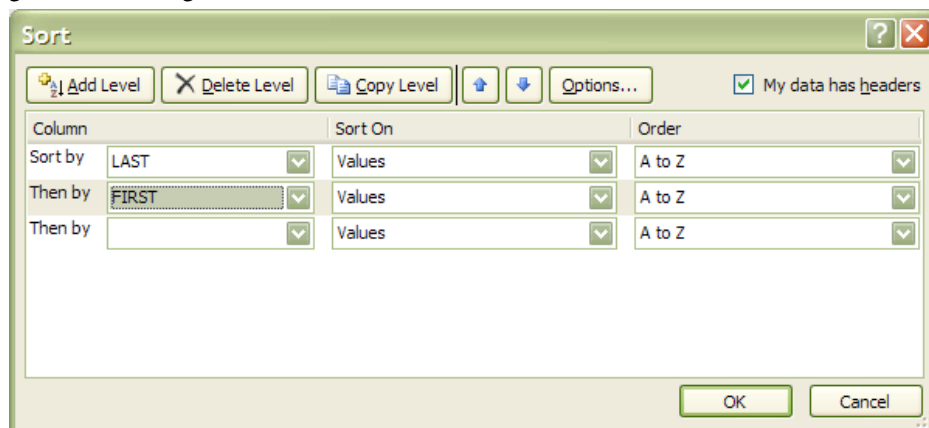 Sort
Add Level Delete Level Copy Level Options... My data has headers
Column Sort On Order
Sort by LAST Values A to Z
Then by FIRST Values A to Z
Then by Values A to Z
OK Cancel